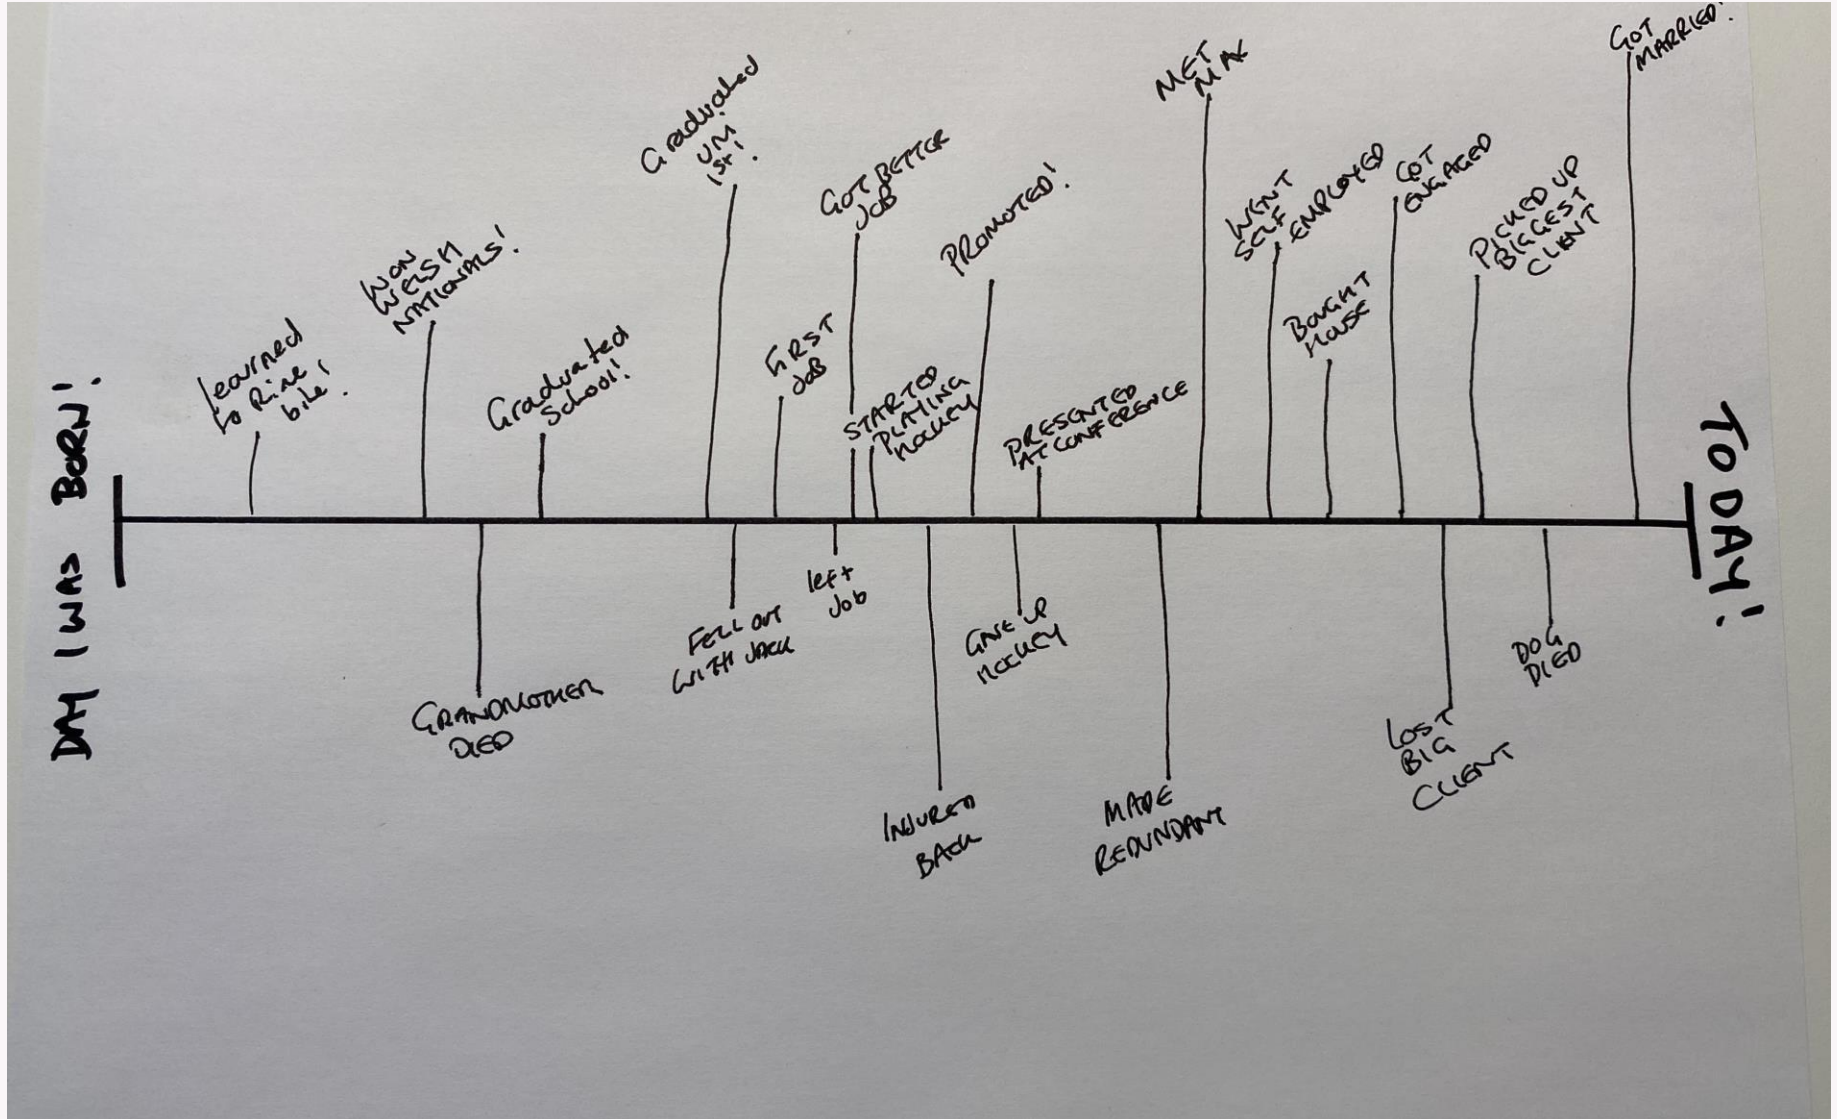 DAY I WAS BORN!
Learned
to Ride
bike!
WON
WELSH
NATIONALS!
GRANDMOTHER
DIED
Graduated
School!
Graduated
1st!
FELL OUT
WITH JACK
FIRST
JOB
left
Job
GOT BETTER
JOB
STARTED
PLAYING
HOCKEY
INJURED
BACK
PROMOTED!
GAVE UP
HOCKEY
PRESENTED
AT CONFERENCE
MADE
REDUNDANT
MET
WENT
SELF
EMPLOYED
BOUGHT
HOUSE
GOT
ENGAGED
LOST
BIG
CLIENT
PICKED UP
BIGGEST
CLIENT
DOG
DIED
GOT
MARRIED!
TODAY!